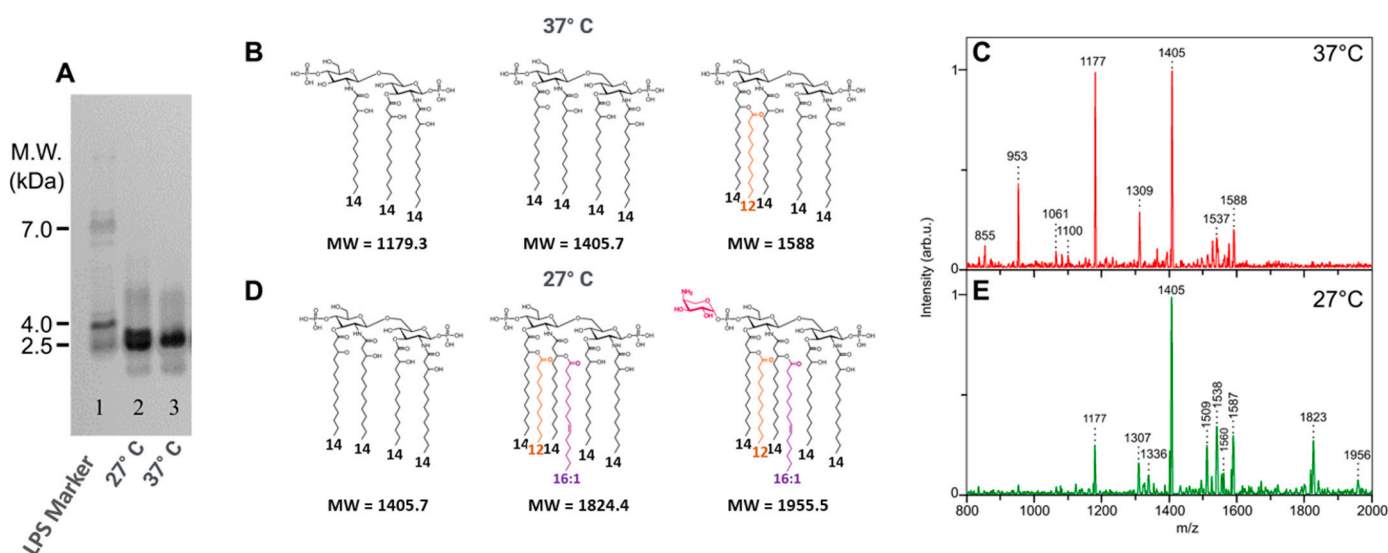 37° C
A
B
C
37°C
M.W.
(kDa)
7.0
4.0
2.5
1
2
3
LPS Marker
27° C
37° C
14
14
14
MW = 1179.3
14
14
14
14
MW = 1405.7
14
12
14
14
14
MW = 1588
27° C
D
14
14
14
14
MW = 1405.7
14
12
14
14
14
16:1
MW = 1824.4
NH₂
14
12
14
14
14
16:1
MW = 1955.5
1
855
953
1061
1100
1177
1309
1405
1537
1588
0
Intensity (arb.u.)
E
27°C
1
1177
1307
1336
1405
1509
1538
1560
1587
1823
1956
0
800
1000
1200
1400
1600
1800
2000
m/z